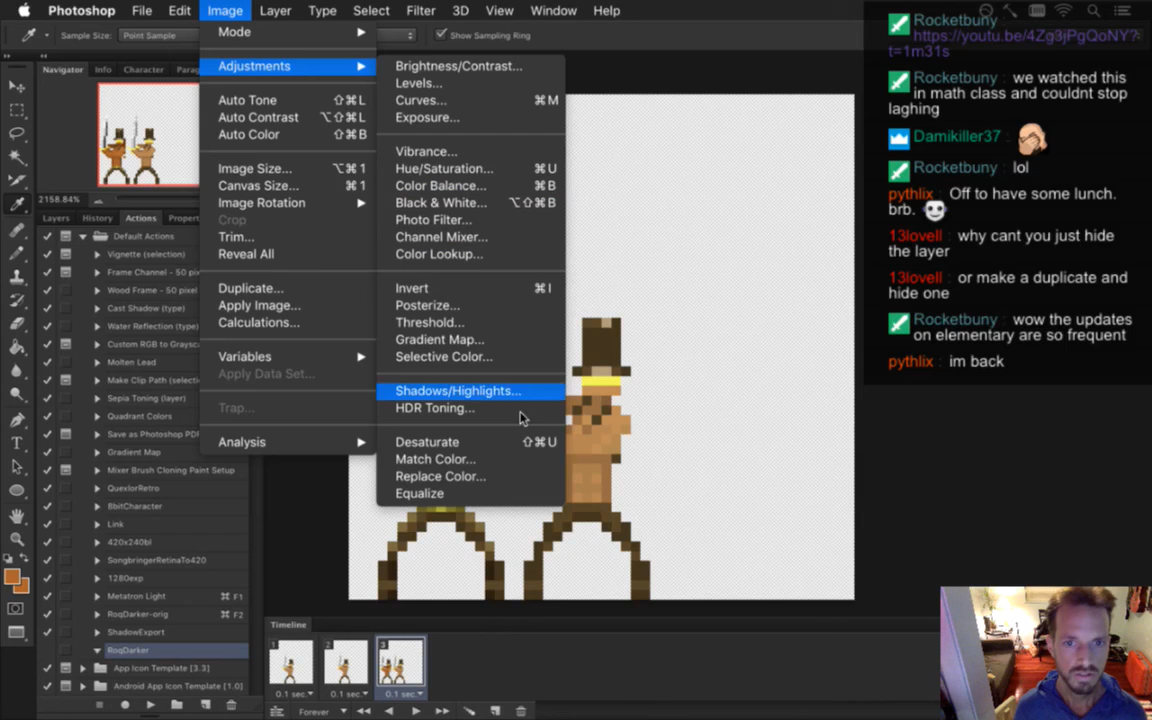 Photoshop File Edit Image Layer Type Select Filter 3D View Window Help
Sample Size: Point Sample
Show Sampling Ring
Navigator Info Character
2158.84%
Layers History Actions
Default Actions
Vignette (selection)
Frame Channel - 50 pixel
Wood Frame - 50 pixel
Cast Shadow (type)
Water Reflection (type)
Custom RGB to Graysc
Molten Lead
Make Clip Path (selectio
Sepia Toning (layer)
Quadrant Colors
Save as Photoshop PDF
Gradient Map
Mixer Brush Cloning Paint Setup
QuexlorRetro
8bitCharacter
Link
420x240bl
SongbringerRetinaTo420
1280exp
Metatron Light ⌘ F1
RoqDarker-orig ⌘ F2
ShadowExport
RoqDarker
App Icon Template [3.3]
Android App Icon Template [1.0]
Mode
Adjustments
Auto Tone ⇧⌘L
Auto Contrast ⌥⇧⌘L
Auto Color ⇧⌘B
Image Size... ⌥⌘1
Canvas Size... ⌘1
Image Rotation
Crop
Trim...
Reveal All
Duplicate...
Apply Image...
Calculations...
Variables
Apply Data Set...
Trap...
Analysis
Brightness/Contrast...
Levels...
Curves... ⌘M
Exposure...
Vibrance...
Hue/Saturation... ⌘U
Color Balance... ⌘B
Black & White... ⌥⇧⌘B
Photo Filter...
Channel Mixer...
Color Lookup...
Invert ⌘I
Posterize...
Threshold...
Gradient Map...
Selective Color...
Shadows/Highlights...
HDR Toning...
Desaturate ⇧⌘U
Match Color...
Replace Color...
Equalize
Timeline
1 2 3
0.1 sec. 0.1 sec. 0.1 sec.
Forever
Rocketbuny :
https://youtu.be/4Zg3jPgQoNY?
t=1m31s
Rocketbuny : we watched this
in math class and couldnt stop
laghing
Damikiller37 :
Rocketbuny : lol
pythlix : Off to have some lunch.
brb.
13lovell : why cant you just hide
the layer
13lovell : or make a duplicate and
hide one
Rocketbuny : wow the updates
on elementary are so frequent
pythlix : im back